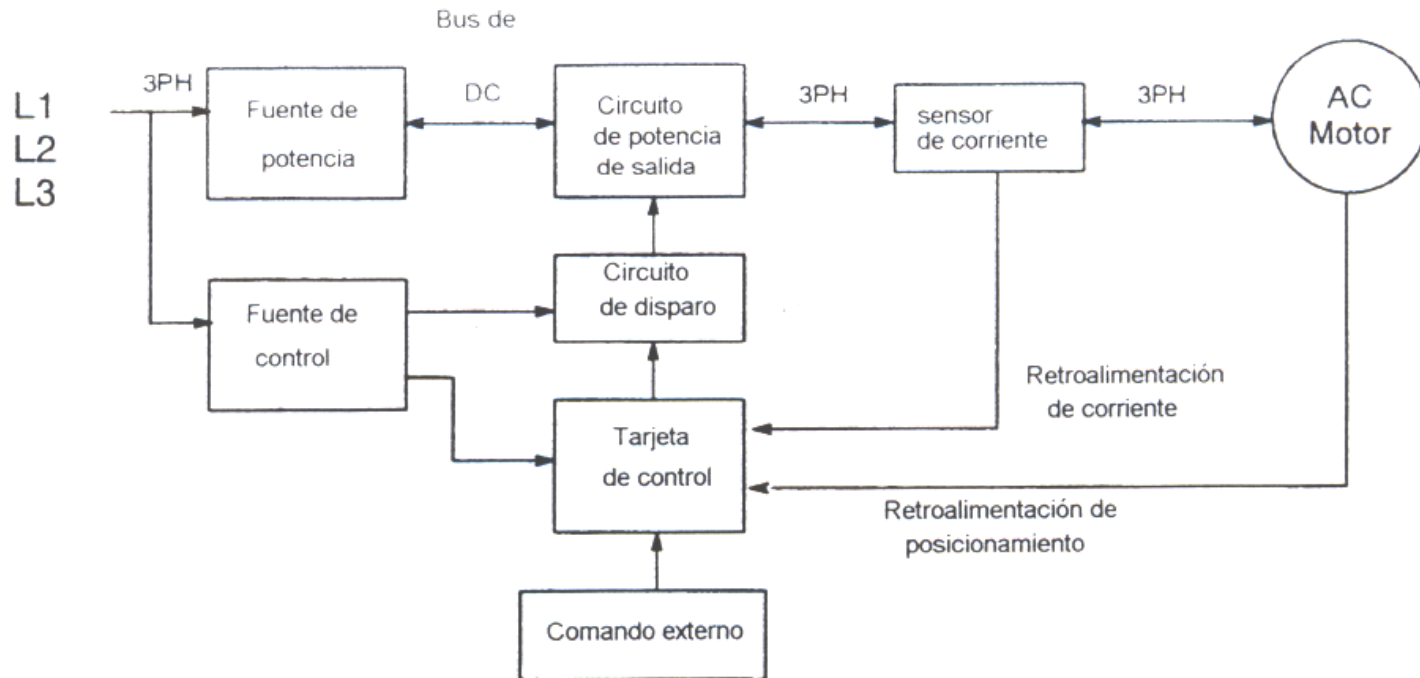 Bus de
L1
L2
L3
3PH
Fuente de
potencia
DC
Circuito
de potencia
de salida
3PH
sensor
de corriente
3PH
AC
Motor
Fuente de
control
Circuito
de disparo
Retroalimentación
de corriente
Tarjeta
de control
Retroalimentación de
posicionamiento
Comando externo